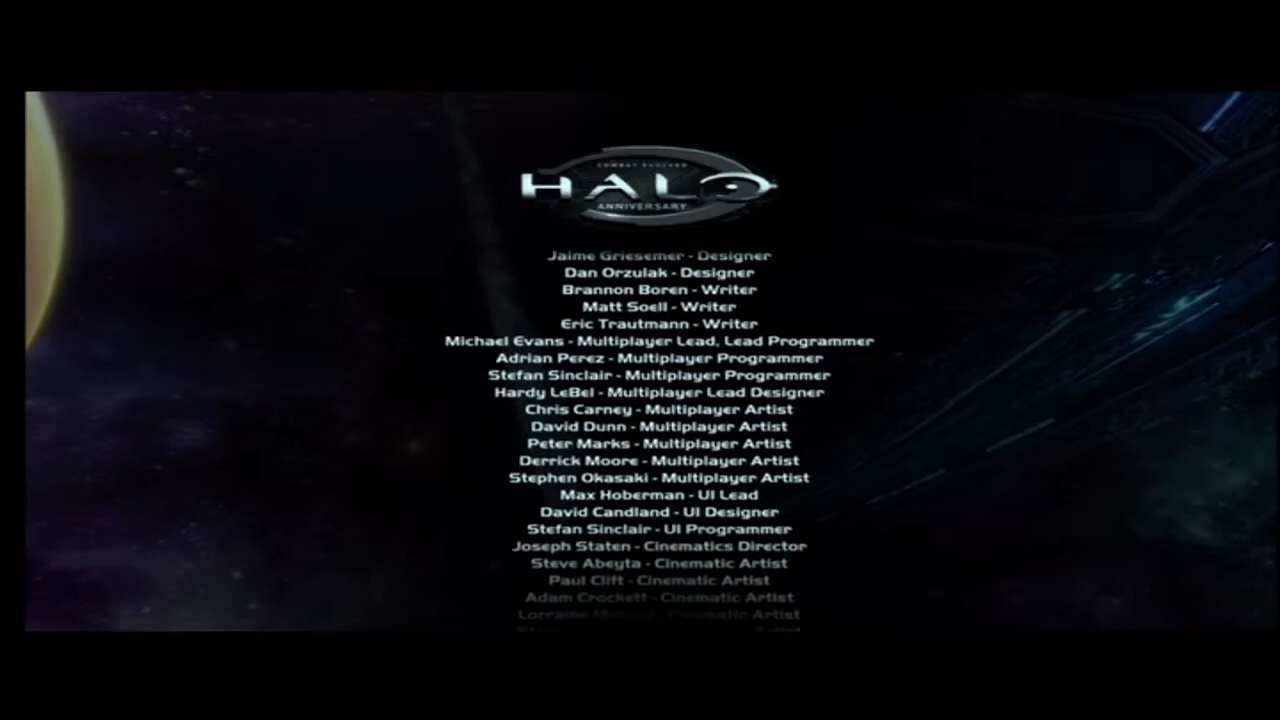 COMBAT EVOLVED
HALO
ANNIVERSARY
Jaime Griesemer - Designer
Dan Orzulak - Designer
Brannon Boren - Writer
Matt Soell - Writer
Eric Trautmann - Writer
Michael Evans - Multiplayer Lead, Lead Programmer
Adrian Perez - Multiplayer Programmer
Stefan Sinclair - Multiplayer Programmer
Hardy LeBel - Multiplayer Lead Designer
Chris Carney - Multiplayer Artist
David Dunn - Multiplayer Artist
Peter Marks - Multiplayer Artist
Derrick Moore - Multiplayer Artist
Stephen Okasaki - Multiplayer Artist
Max Hoberman - UI Lead
David Candland - UI Designer
Stefan Sinclair - UI Programmer
Joseph Staten - Cinematics Director
Steve Abeyta - Cinematic Artist
Paul Clift - Cinematic Artist
Adam Crockett - Cinematic Artist
Lorraine - Cinematic Artist
Artist